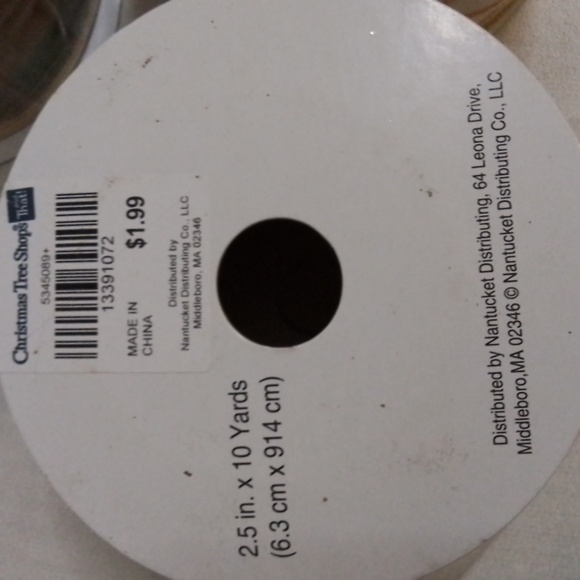 Christmas Tree Shops
and
That!
5345089+
13391072
MADE IN
CHINA
$1.99
Distributed by
Nantucket Distributing Co., LLC
Middleboro, MA 02346
2.5 in. x 10 Yards
(6.3 cm x 914 cm)
Distributed by Nantucket Distributing, 64 Leona Drive,
Middleboro,MA 02346 © Nantucket Distributing Co., LLC